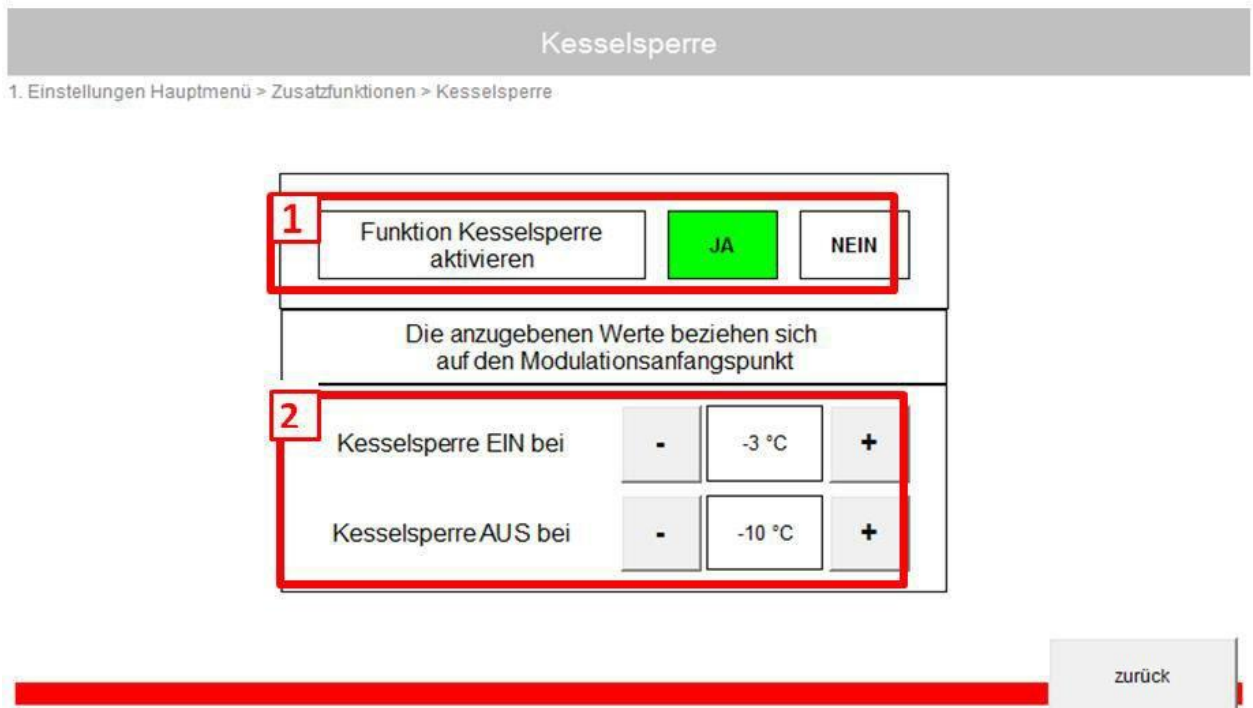 Kesselsperre
1. Einstellungen Hauptmenü > Zusatzfunktionen > Kesselsperre
1
Funktion Kesselsperre
aktivieren
JA
NEIN
Die anzugebenen Werte beziehen sich
auf den Modulationsanfangspunkt
2
Kesselsperre EIN bei
-
-3 °C
+
Kesselsperre AUS bei
-
-10 °C
+
zurück